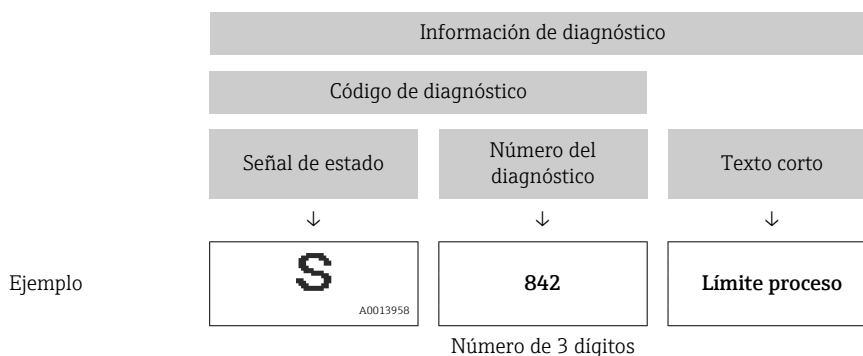 Información de diagnóstico
Código de diagnóstico
Señal de estado
Número del
diagnóstico
Texto corto
↓ ↓ ↓
Ejemplo
S
A0013958
842
Límite proceso
Número de 3 dígitos